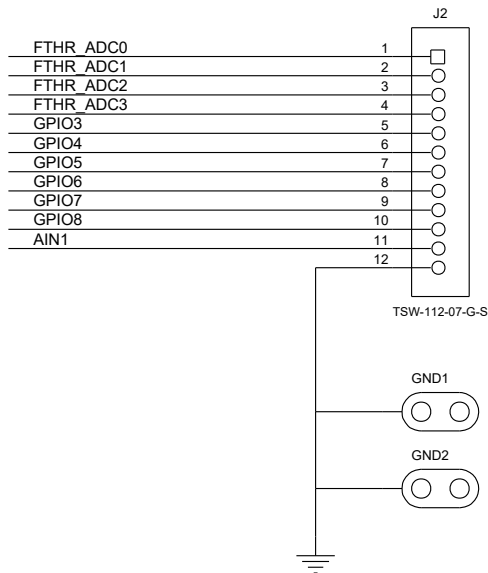 J2
FTHR_ADC0 1
FTHR_ADC1 2
FTHR_ADC2 3
FTHR_ADC3 4
GPIO3 5
GPIO4 6
GPIO5 7
GPIO6 8
GPIO7 9
GPIO8 10
AIN1 11
12
TSW-112-07-G-S
GND1
GND2